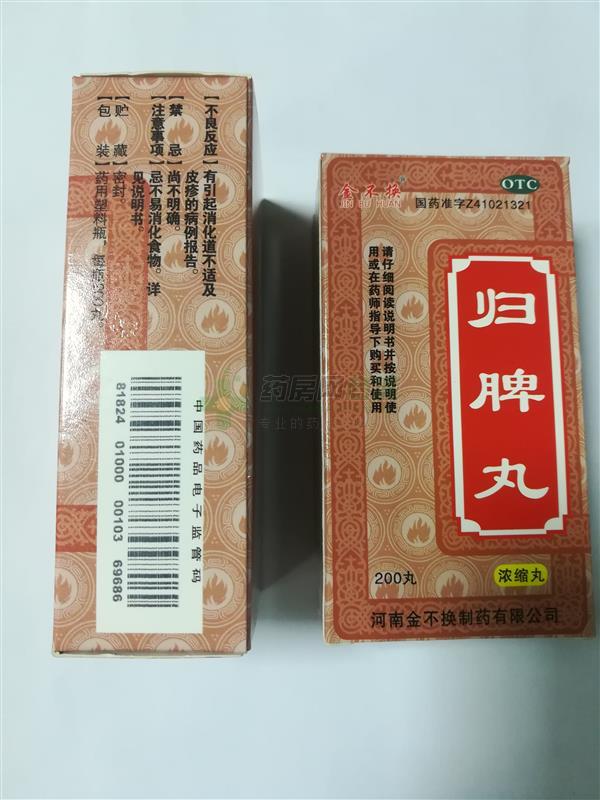 【不良反应】有引起消化道不适及
皮疹的病例报告。
【禁 忌】尚不明确。
【注意事项】忌不易消化食物。详
见说明书。
【贮 藏】密封。
【包 装】药用塑料瓶,每瓶200丸。
中国药品电子监管码
81824 01000 00103 69686
金不换®
JIN BU HUAN
OTC
国药准字Z41021321
请仔细阅读说明书并按说明使
用或在药师指导下购买和使用
归脾丸
200丸
浓缩丸
河南金不换制药有限公司
药房网
专业的药